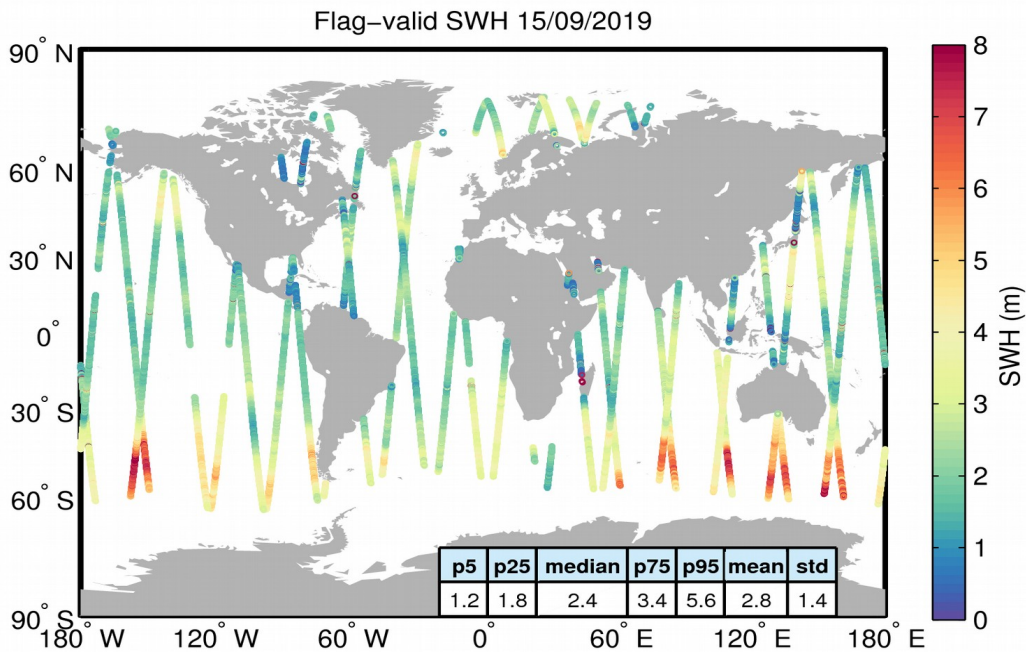 Flag−valid SWH 15/09/2019
90° N
60° N
30° N
0°
30° S
60° S
90° S
180° W
120° W
60° W
0°
60° E
120° E
180° E
p5 p25 median p75 p95 mean std
1.2 1.8 2.4 3.4 5.6 2.8 1.4
8
7
6
5
4
3
2
1
0
SWH (m)